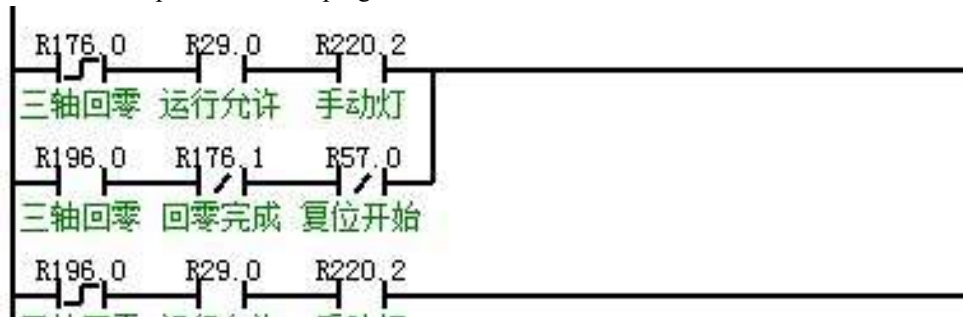 R176.0 R29.0 R220.2
三轴回零 运行允许 手动灯
R196.0 R176.1 R57.0
三轴回零 回零完成 复位开始
R196.0 R29.0 R220.2